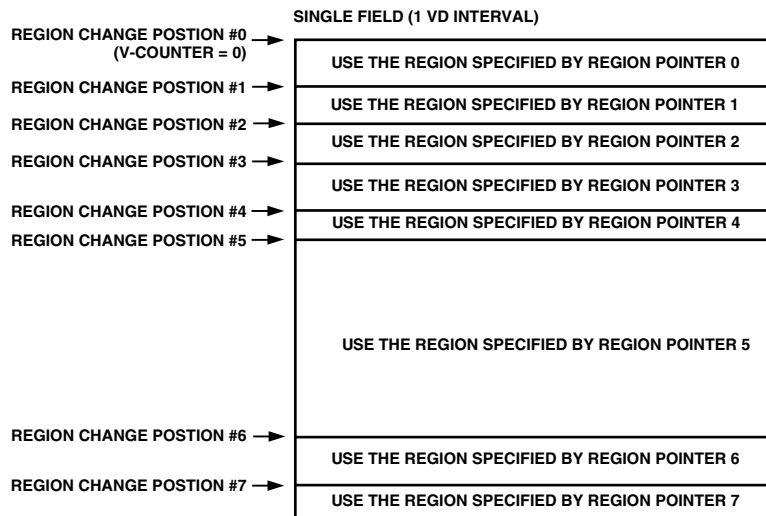 SINGLE FIELD (1 VD INTERVAL)
REGION CHANGE POSTION #0
(V-COUNTER = 0)
USE THE REGION SPECIFIED BY REGION POINTER 0
REGION CHANGE POSTION #1
USE THE REGION SPECIFIED BY REGION POINTER 1
REGION CHANGE POSTION #2
USE THE REGION SPECIFIED BY REGION POINTER 2
REGION CHANGE POSTION #3
USE THE REGION SPECIFIED BY REGION POINTER 3
REGION CHANGE POSTION #4
USE THE REGION SPECIFIED BY REGION POINTER 4
REGION CHANGE POSTION #5
USE THE REGION SPECIFIED BY REGION POINTER 5
REGION CHANGE POSTION #6
USE THE REGION SPECIFIED BY REGION POINTER 6
REGION CHANGE POSTION #7
USE THE REGION SPECIFIED BY REGION POINTER 7